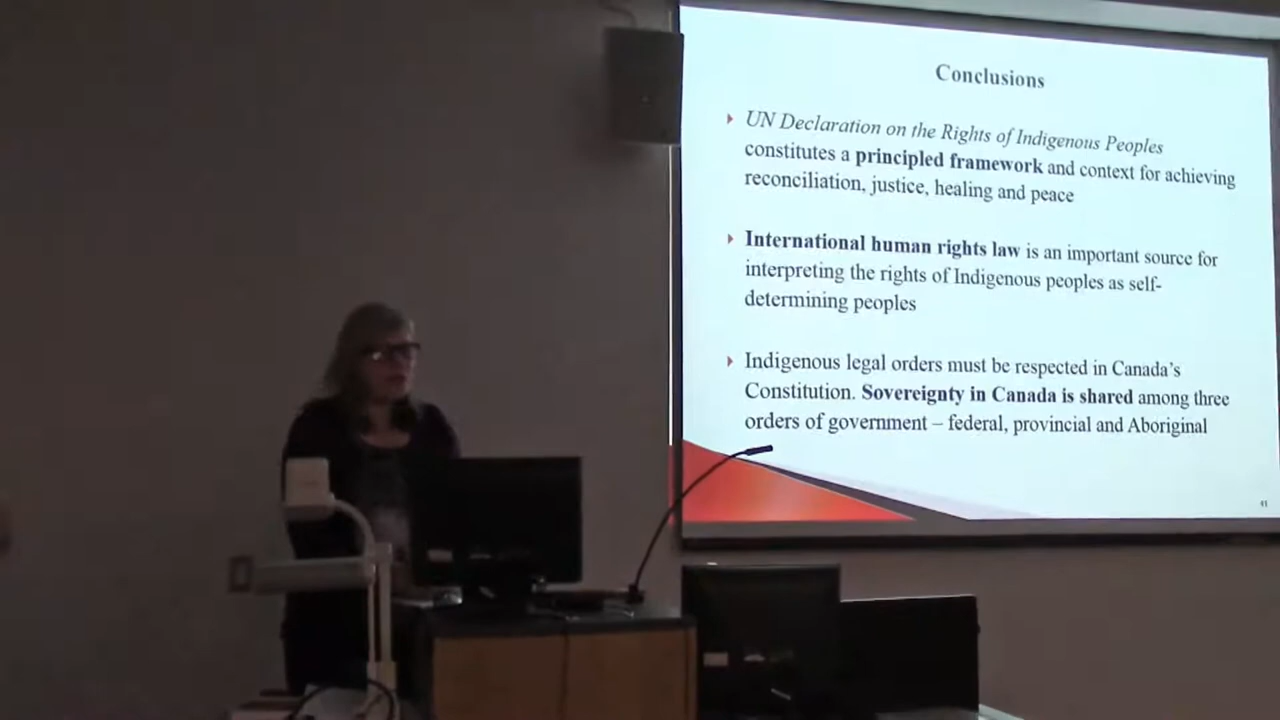 Conclusions
UN Declaration on the Rights of Indigenous Peoples
constitutes a principled framework and context for achieving
reconciliation, justice, healing and peace
International human rights law is an important source for
interpreting the rights of Indigenous peoples as self-
determining peoples
Indigenous legal orders must be respected in Canada's
Constitution. Sovereignty in Canada is shared among three
orders of government – federal, provincial and Aboriginal
41